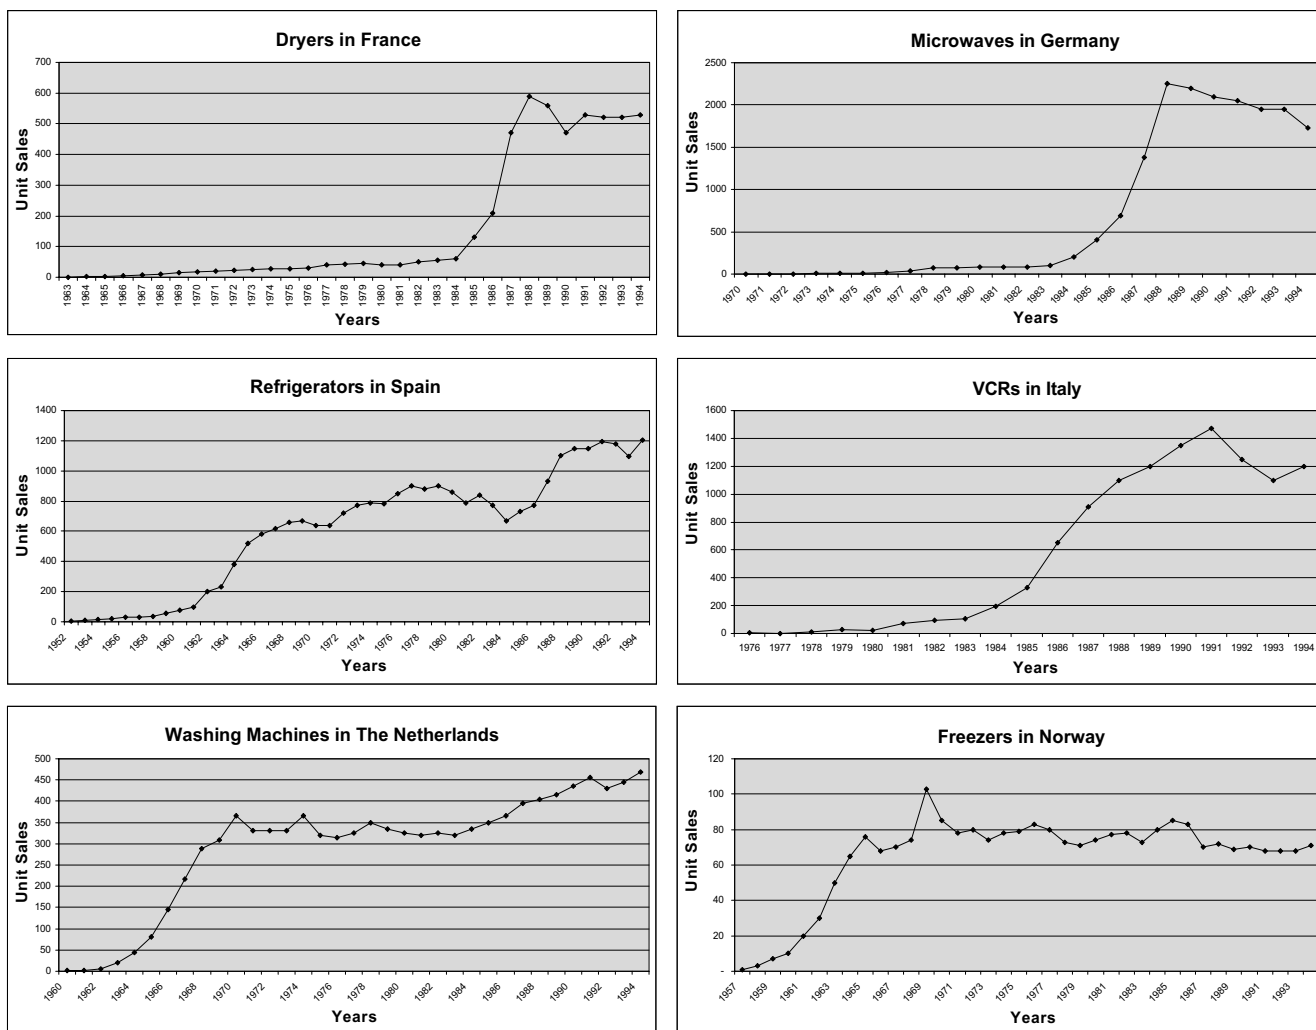 Dryers in France
700
600
500
400
300
200
100
0
Unit Sales
1963 1964 1965 1966 1967 1968 1969 1970 1971 1972 1973 1974 1975 1976 1977 1978 1979 1980 1981 1982 1983 1984 1985 1986 1987 1988 1989 1990 1991 1992 1993 1994
Years
Microwaves in Germany
2500
2000
1500
1000
500
0
Unit Sales
1970 1971 1972 1973 1974 1975 1976 1977 1978 1979 1980 1981 1982 1983 1984 1985 1986 1987 1988 1989 1990 1991 1992 1993 1994
Years
Refrigerators in Spain
1400
1200
1000
800
600
400
200
0
Unit Sales
1952 1954 1956 1958 1960 1962 1964 1966 1968 1970 1972 1974 1976 1978 1980 1982 1984 1986 1988 1990 1992 1994
Years
VCRs in Italy
1600
1400
1200
1000
800
600
400
200
0
Unit Sales
1976 1977 1978 1979 1980 1981 1982 1983 1984 1985 1986 1987 1988 1989 1990 1991 1992 1993 1994
Years
Washing Machines in The Netherlands
500
450
400
350
300
250
200
150
100
50
0
Unit Sales
1960 1962 1964 1966 1968 1970 1972 1974 1976 1978 1980 1982 1984 1986 1988 1990 1992 1994
Years
Freezers in Norway
120
100
80
60
40
20
-
Unit Sales
1957 1959 1961 1963 1965 1967 1969 1971 1973 1975 1977 1979 1981 1983 1985 1987 1989 1991 1993
Years